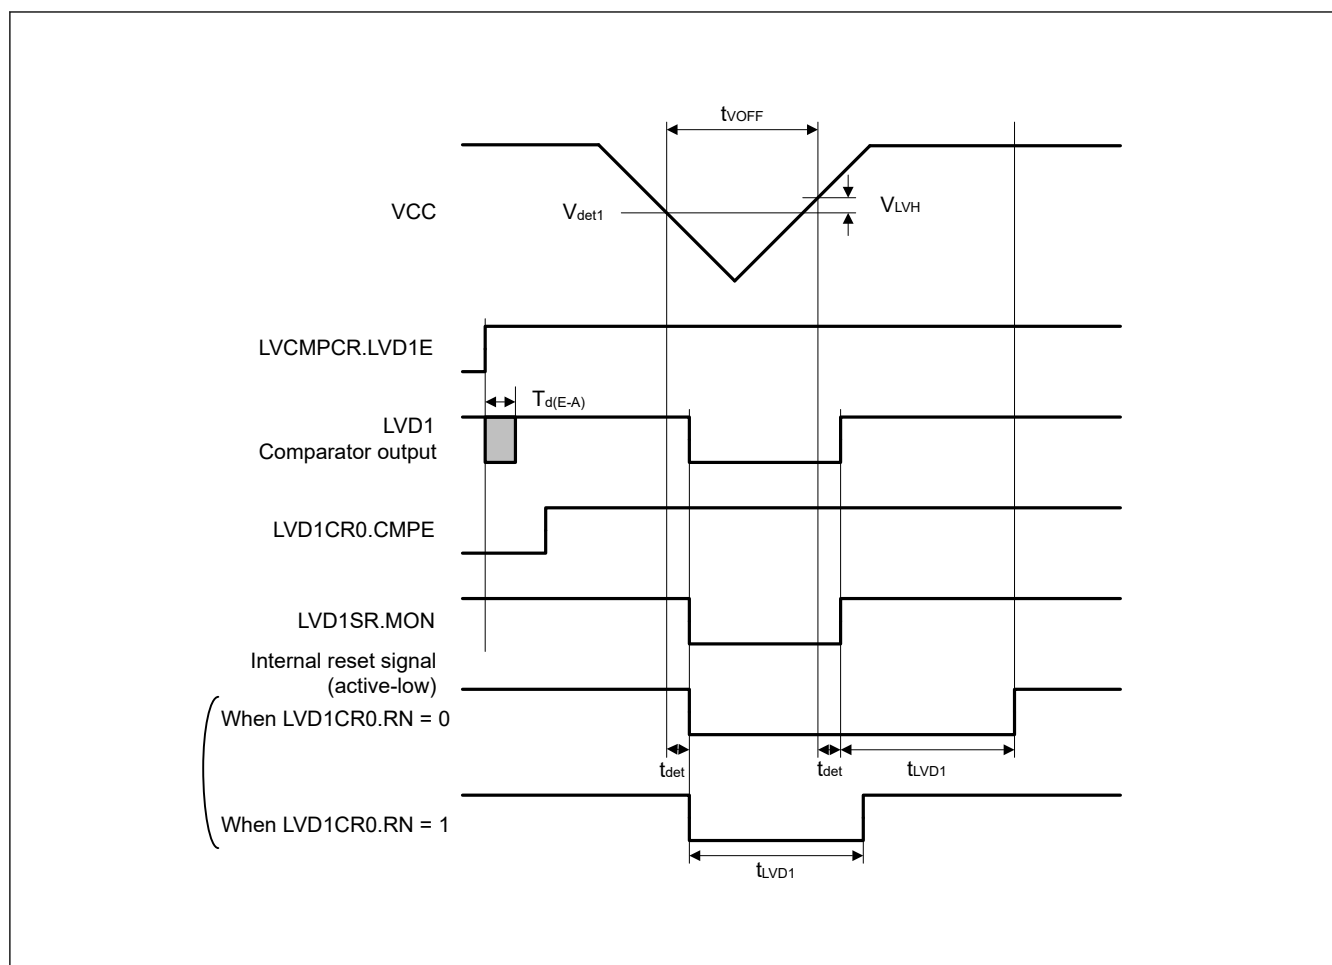 tVOFF
VCC
Vdet1
VLVH
LVCMPCR.LVD1E
Td(E-A)
LVD1
Comparator output
LVD1CR0.CMPE
LVD1SR.MON
Internal reset signal
(active-low)
When LVD1CR0.RN = 0
tdet
tdet
tLVD1
When LVD1CR0.RN = 1
tLVD1